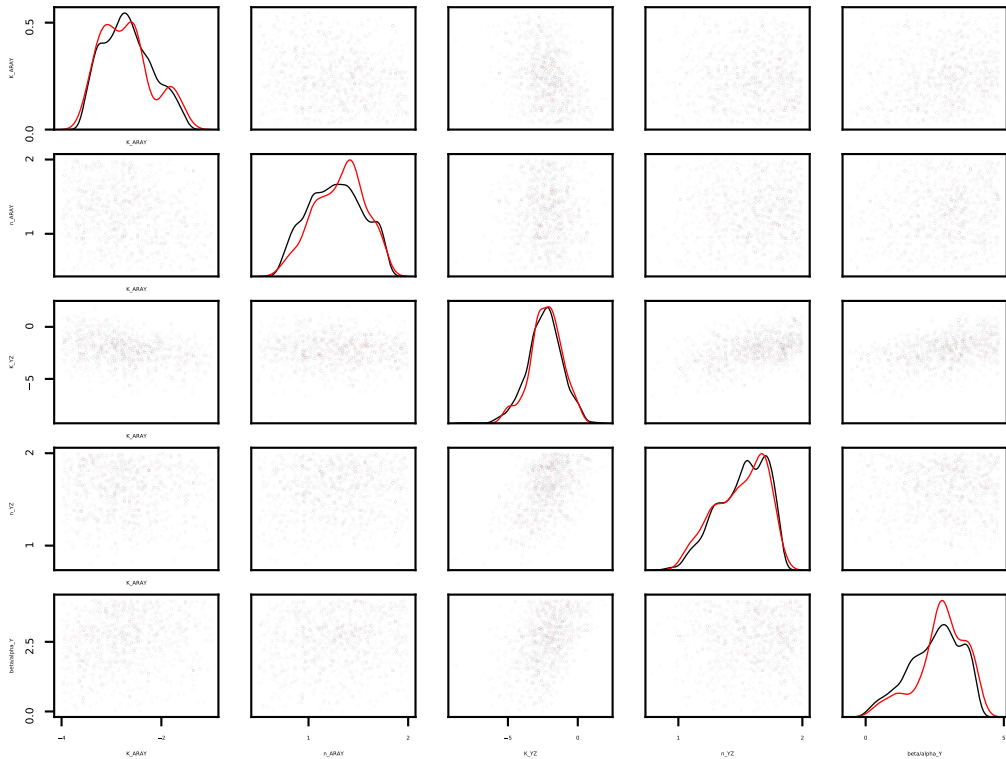 0.5
K_ARAY
0.0
K_ARAY
2
n_ARAY
1
K_ARAY
0
K_YZ
−5
K_ARAY
2
n_YZ
1
K_ARAY
2.5
beta/alpha_Y
0.0
−4 −2 1 2 −5 0 1 2 0 5
K_ARAY n_ARAY K_YZ n_YZ beta/alpha_Y